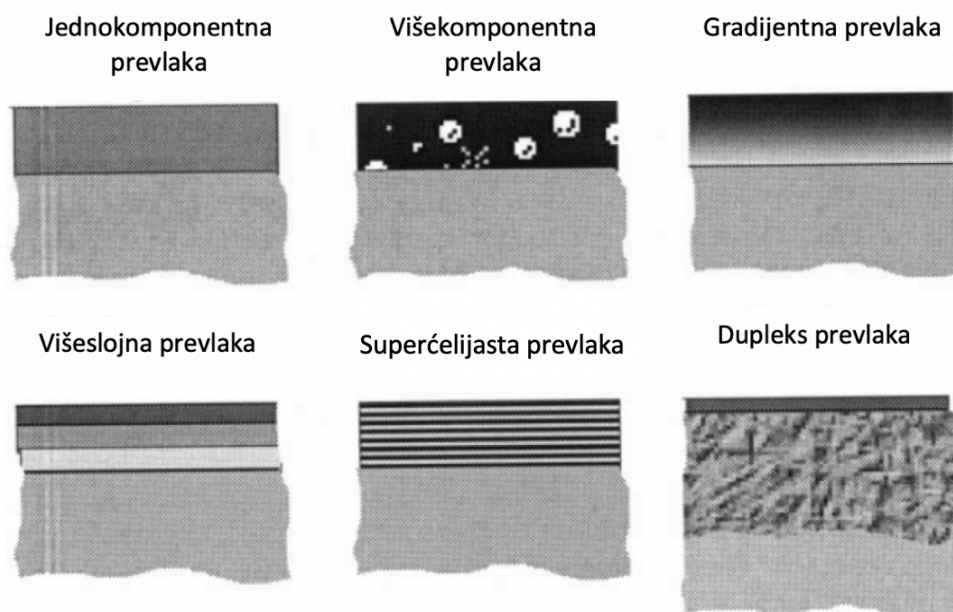 Jednokomponentna
prevlaka
Višekomponentna
prevlaka
Gradijentna prevlaka
Višeslojna prevlaka
Superćelijasta prevlaka
Dupleks prevlaka